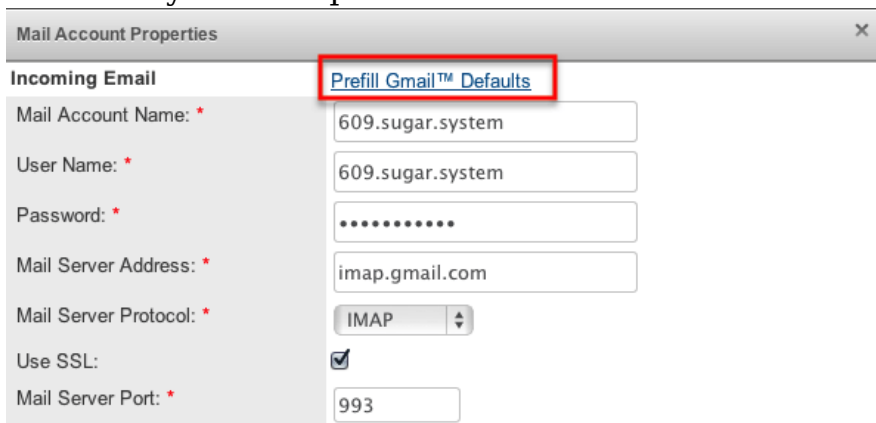 Mail Account Properties ×
Incoming Email Prefill Gmail™ Defaults
Mail Account Name: * 609.sugar.system
User Name: * 609.sugar.system
Password: * •••••••••••
Mail Server Address: * imap.gmail.com
Mail Server Protocol: * IMAP
Use SSL:
Mail Server Port: * 993